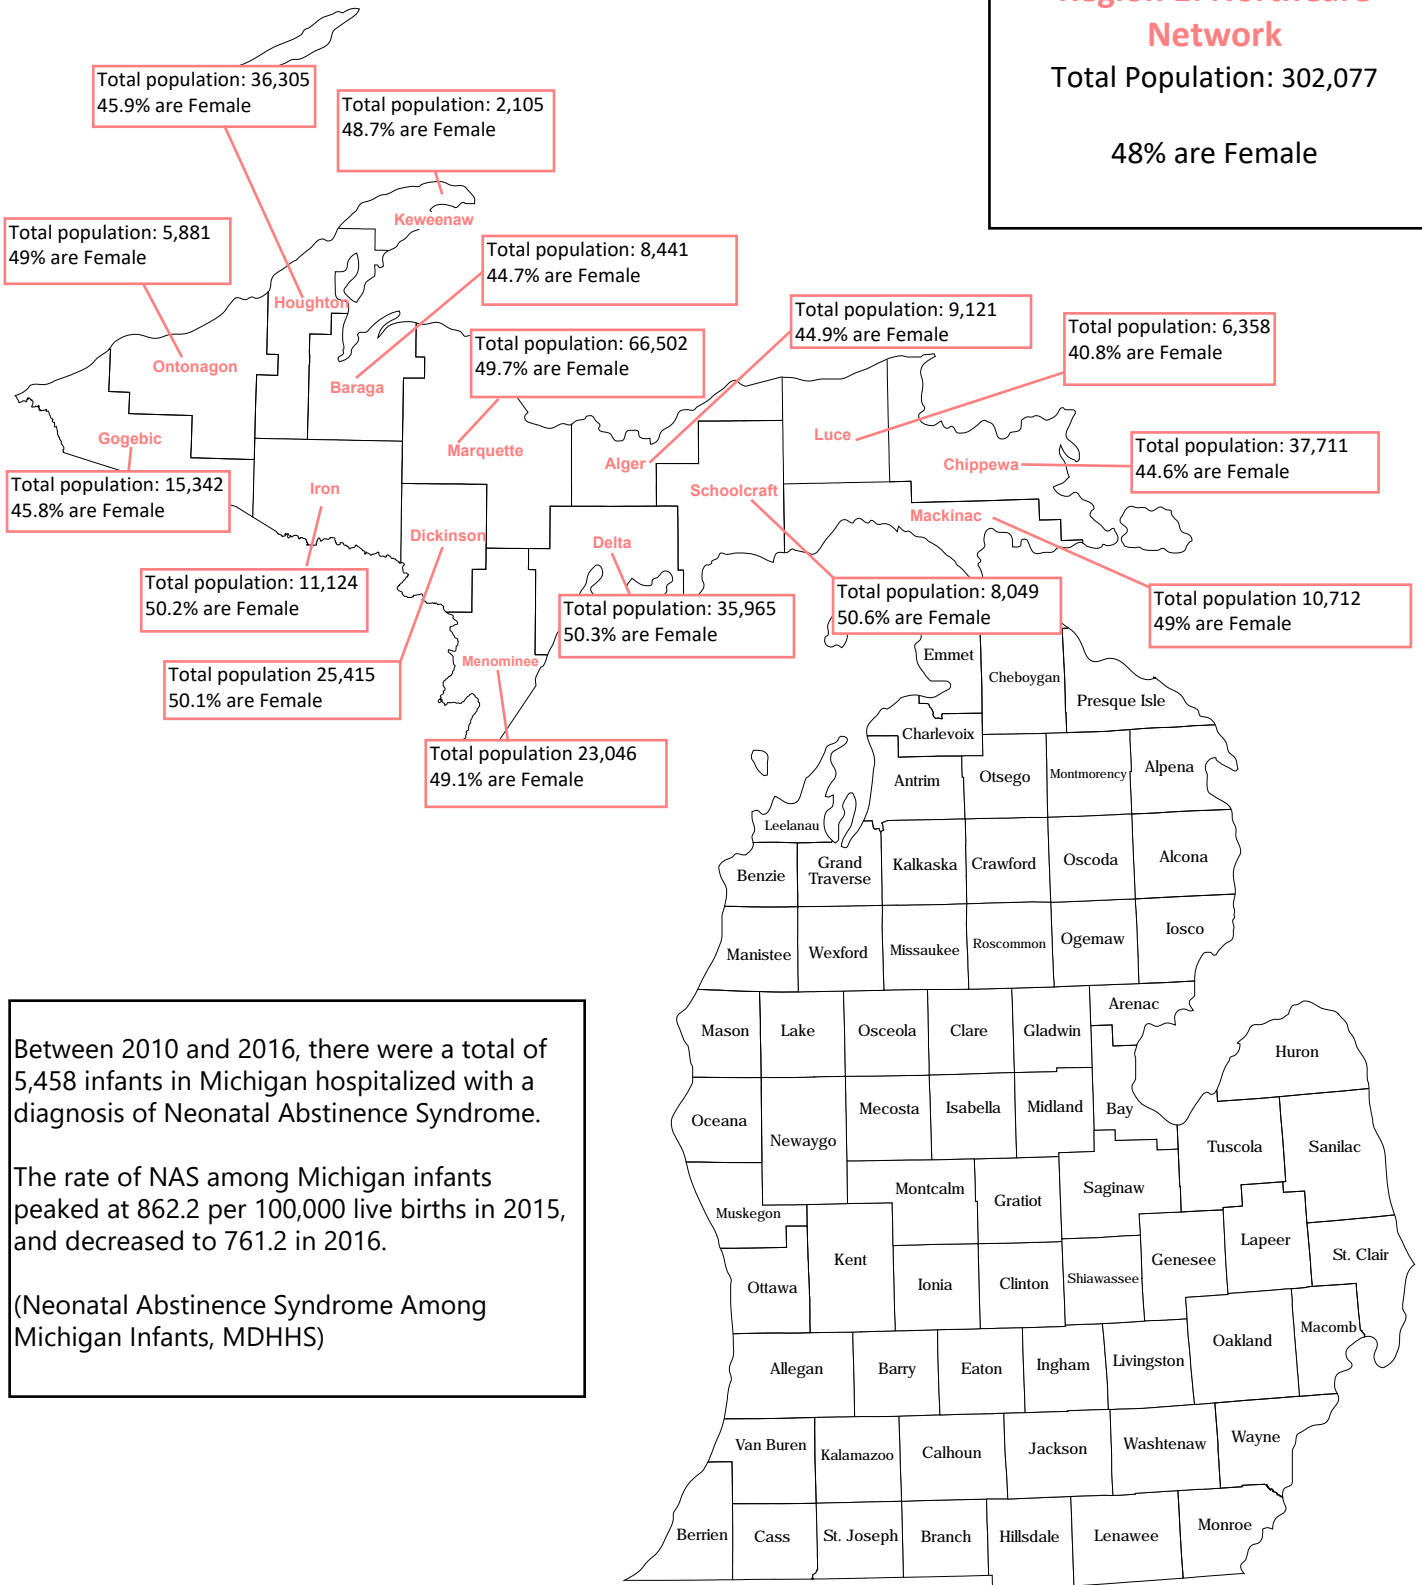 Region Northcare
Network
Total Population: 302,077
48% are Female
Total population: 36,305
45.9% are Female
Total population: 2,105
48.7% are Female
Keweenaw
Total population: 5,881
49% are Female
Total population: 8,441
44.7% are Female
Houghton
Total population: 9,121
44.9% are Female
Total population: 6,358
40.8% are Female
Total population: 66,502
49.7% are Female
Ontonagon
Baraga
Gogebic
Marquette
Alger
Luce
Chippewa
Total population: 37,711
44.6% are Female
Total population: 15,342
45.8% are Female
Iron
Schoolcraft
Mackinac
Dickinson
Delta
Total population: 11,124
50.2% are Female
Total population: 35,965
50.3% are Female
Total population: 8,049
50.6% are Female
Total population 10,712
49% are Female
Total population 25,415
50.1% are Female
Menominee
Total population 23,046
49.1% are Female
Emmet
Cheboygan
Presque Isle
Charlevoix
Antrim
Otsego
Montmorency
Alpena
Leelanau
Benzie
Grand
Traverse
Kalkaska
Crawford
Oscoda
Alcona
Manistee
Wexford
Missaukee
Roscommon
Ogemaw
Iosco
Arenac
Mason
Lake
Osceola
Clare
Gladwin
Huron
Oceana
Newaygo
Mecosta
Isabella
Midland
Bay
Tuscola
Sanilac
Muskegon
Montcalm
Gratiot
Saginaw
Ottawa
Kent
Ionia
Clinton
Shiawassee
Genesee
Lapeer
St. Clair
Allegan
Barry
Eaton
Ingham
Livingston
Oakland
Macomb
Van Buren
Kalamazoo
Calhoun
Jackson
Washtenaw
Wayne
Berrien
Cass
St. Joseph
Branch
Hillsdale
Lenawee
Monroe
Between 2010 and 2016, there were a total of
5,458 infants in Michigan hospitalized with a
diagnosis of Neonatal Abstinence Syndrome.
The rate of NAS among Michigan infants
peaked at 862.2 per 100,000 live births in 2015,
and decreased to 761.2 in 2016.
(Neonatal Abstinence Syndrome Among
Michigan Infants, MDHHS)